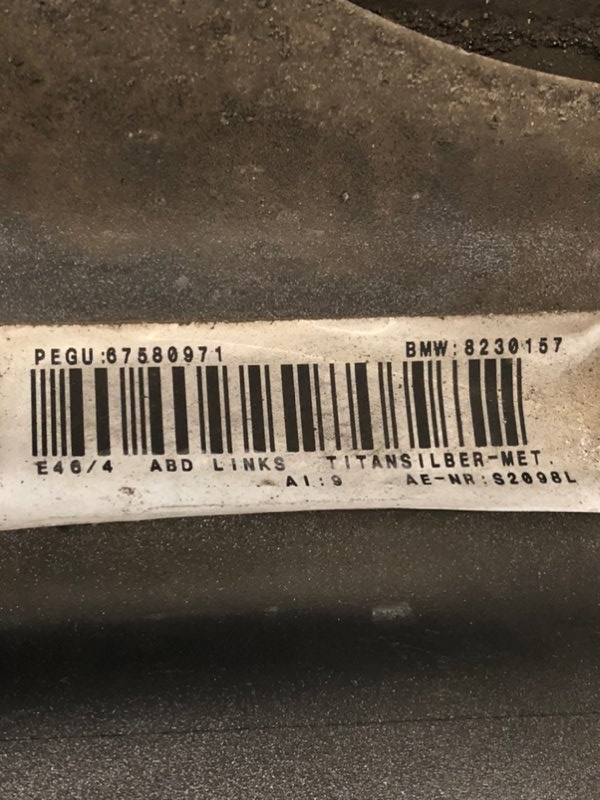 PEGU:67580971 BMW:8230157
E46/4 ABD LINKS TITANSILBER-MET.
AI:9 AE-NR:S2098L